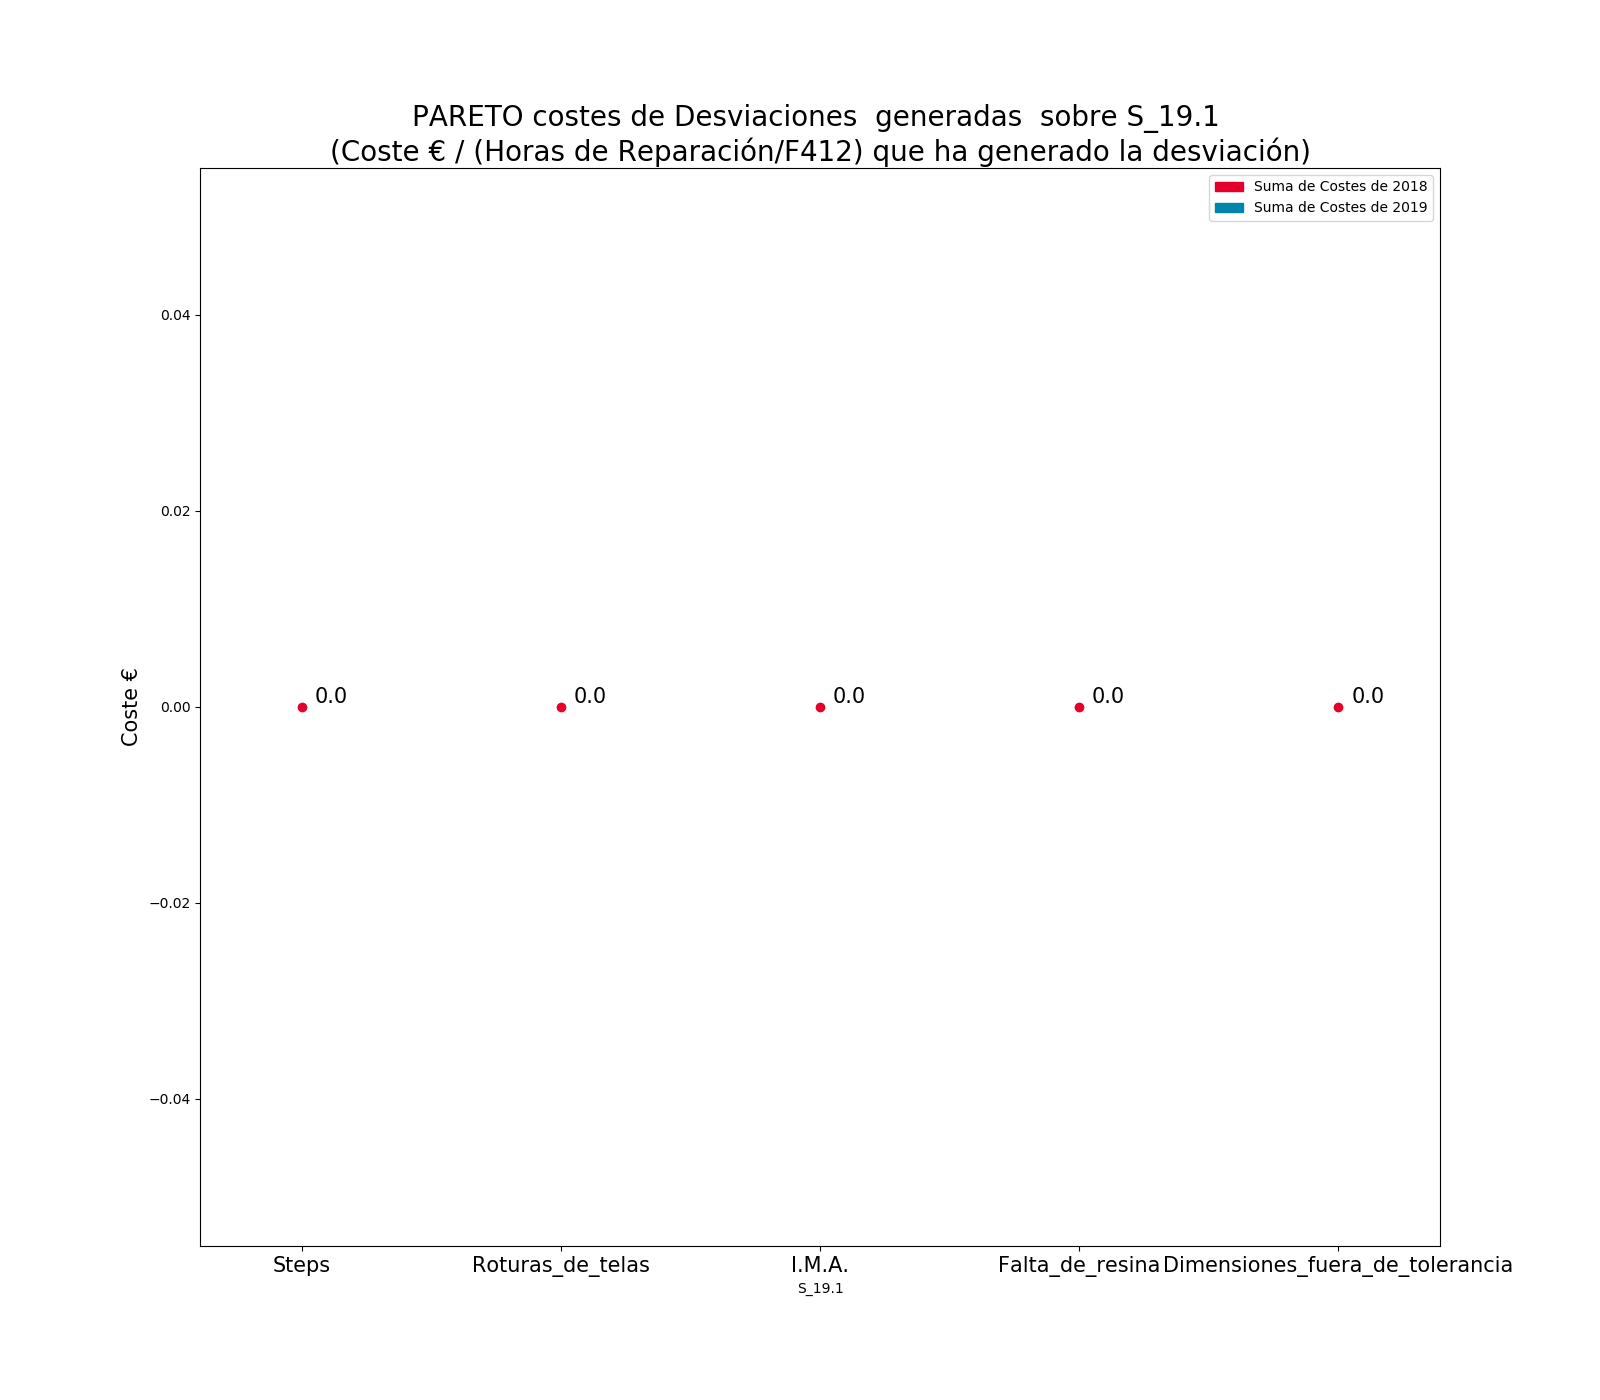 PARETO costes de Desviaciones  generadas  sobre S_19.1
(Coste € / (Horas de Reparación/F412) que ha generado la desviación)
Suma de Costes de 2018
Suma de Costes de 2019
0.04
0.02
0.00
−0.02
−0.04
Coste €
0.0
0.0
0.0
0.0
0.0
Steps
Roturas_de_telas
I.M.A.
Falta_de_resina
Dimensiones_fuera_de_tolerancia
S_19.1